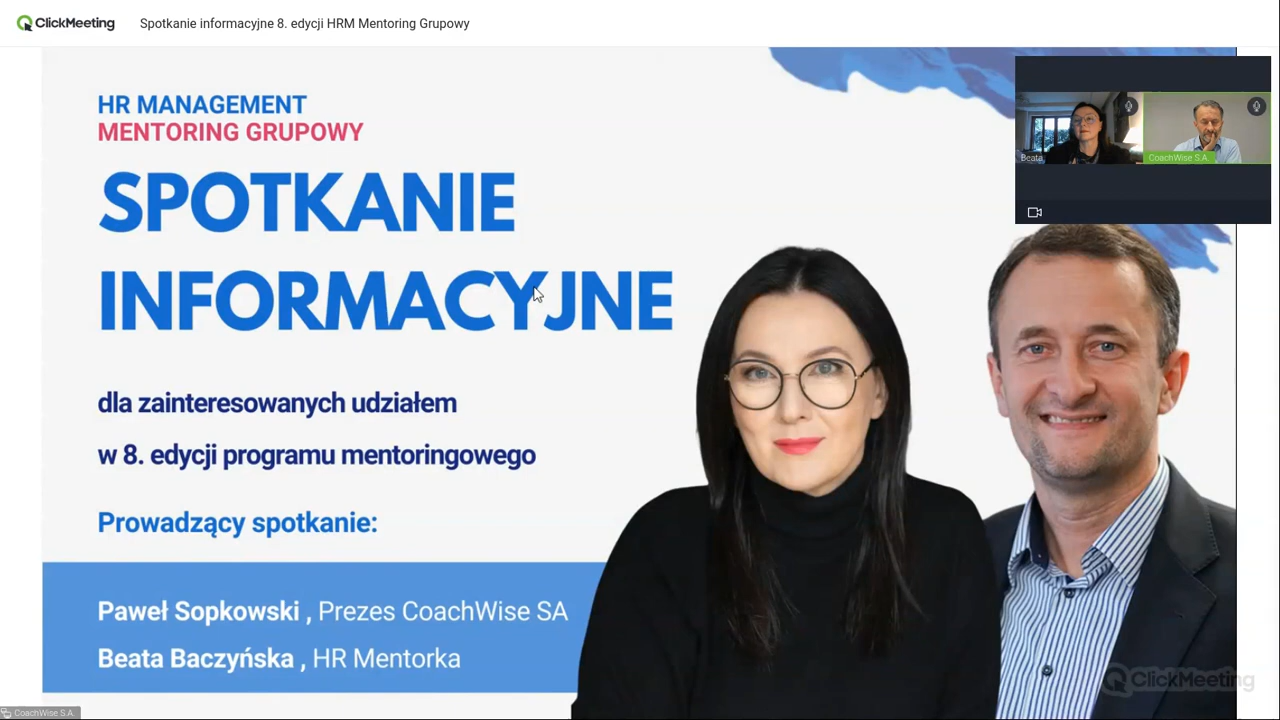 ClickMeeting
Spotkanie informacyjne 8. edycji HRM Mentoring Grupowy
HR MANAGEMENT
MENTORING GRUPOWY
SPOTKANIE
INFORMACYJNE
dla zainteresowanych udziałem
w 8. edycji programu mentoringowego
Prowadzący spotkanie:
Paweł Sopkowski , Prezes CoachWise SA
Beata Baczyńska , HR Mentorka
Beata
CoachWise S.A.
ClickMeeting
CoachWise S.A.